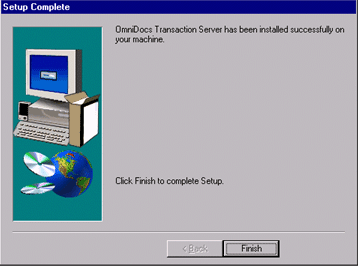 Setup Complete
OmniDocs Transaction Server has been installed successfully on
your machine.
Click Finish to complete Setup.
< Back
Finish